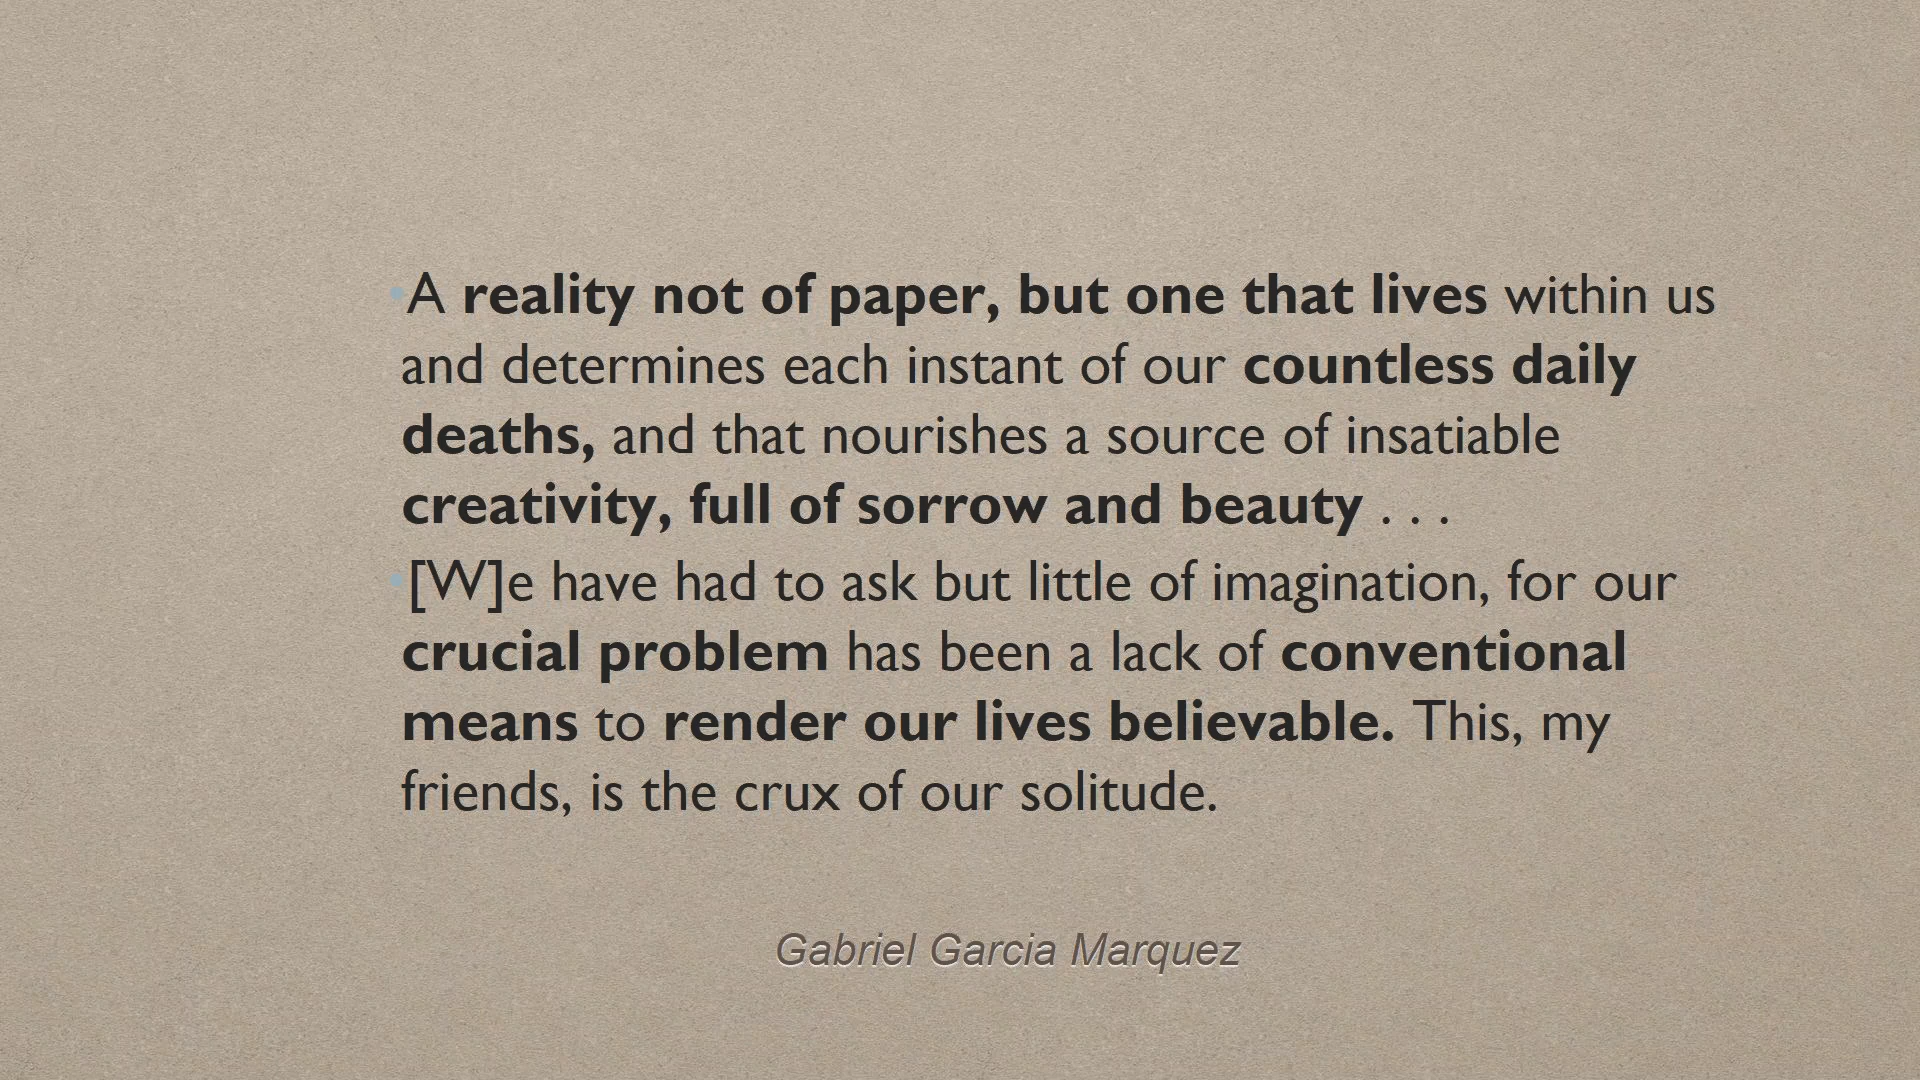 •A reality not of paper, but one that lives within us
and determines each instant of our countless daily
deaths, and that nourishes a source of insatiable
creativity, full of sorrow and beauty . . .
•[W]e have had to ask but little of imagination, for our
crucial problem has been a lack of conventional
means to render our lives believable. This, my
friends, is the crux of our solitude.
Gabriel Garcia Marquez